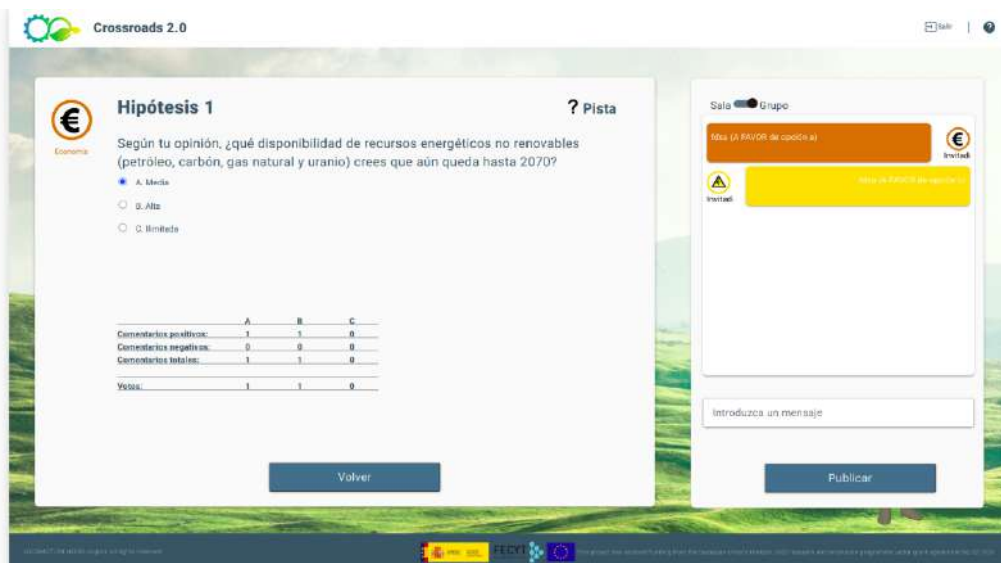 Crossroads 2.0
Salir | ?
€
Economía
Hipótesis 1
? Pista
Según tu opinión, ¿qué disponibilidad de recursos energéticos no renovables
(petróleo, carbón, gas natural y uranio) crees que aún queda hasta 2070?
A. Media
B. Alta
C. Ilimitada
A B C
Comentarios positivos: 1 1 0
Comentarios negativos: 0 0 0
Comentarios totales: 1 1 0
Votos: 1 1 0
Volver
Sala Grupo
(A FAVOR de opción a)
€
Invitadi
Invitadi
Introduzca un mensaje
Publicar
FECYT